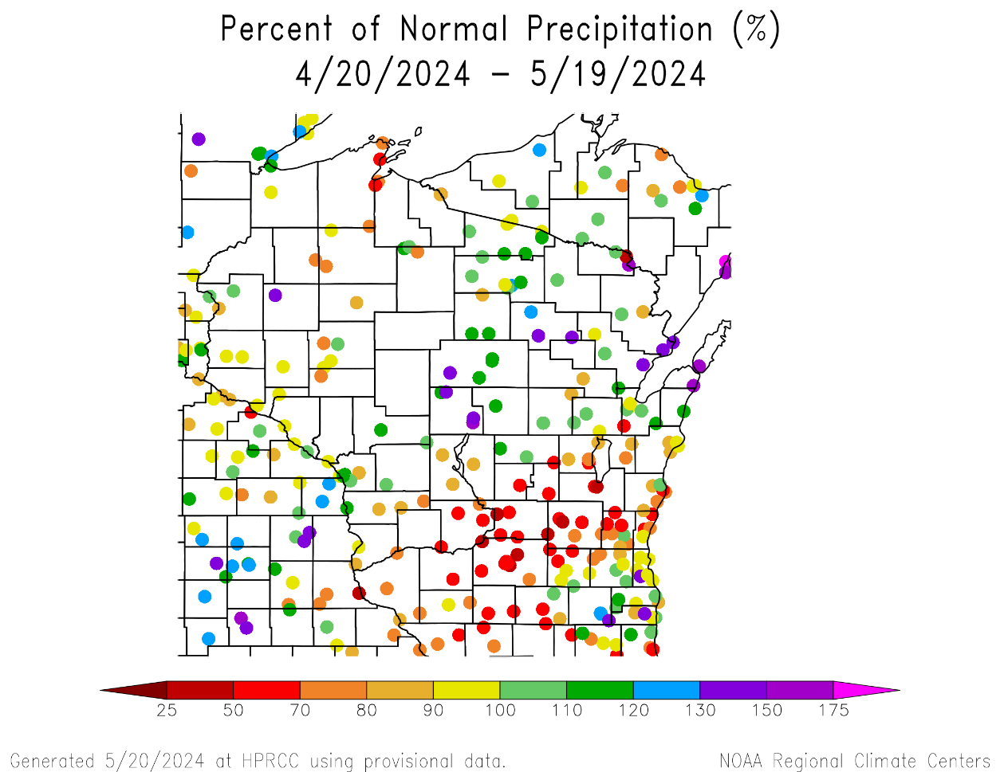 Percent of Normal Precipitation (%)
4/20/2024 – 5/19/2024
25 50 70 80 90 100 110 120 130 150 175
Generated 5/20/2024 at HPRCC using provisional data. NOAA Regional Climate Centers